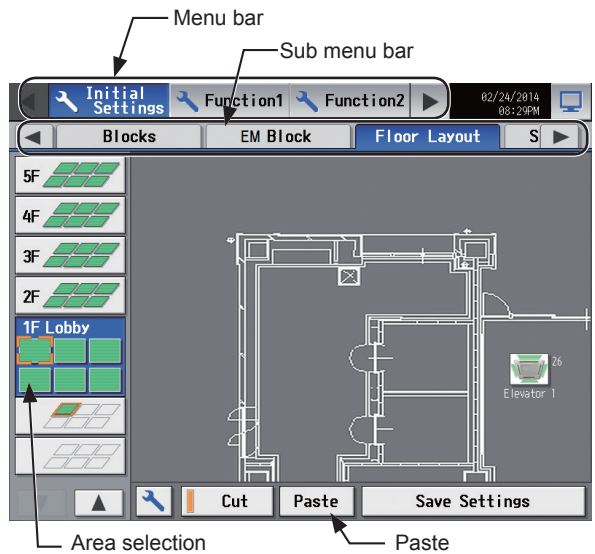 Menu bar
Sub menu bar
Initial Settings
Function1
Function2
02/24/2014
08:29PM
Blocks
EM Block
Floor Layout
S
5F
4F
3F
2F
1F Lobby
26
Elevator 1
Cut
Paste
Save Settings
Area selection
Paste